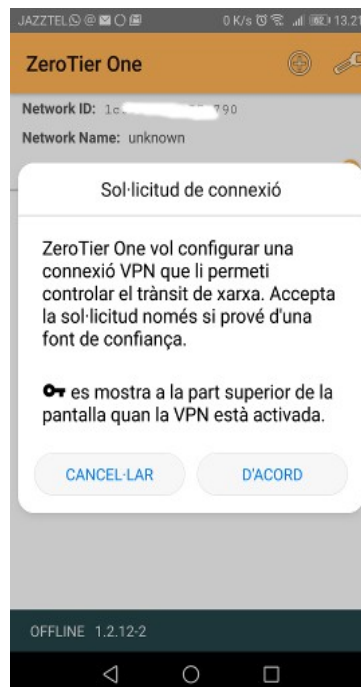 JAZZTEL 0 K/s 62 13.21
ZeroTier One
Network ID: 1c 790
Network Name: unknown
Sol·licitud de connexió
ZeroTier One vol configurar una
connexió VPN que li permeti
controlar el trànsit de xarxa. Accepta
la sol·licitud només si prové d'una
font de confiança.
es mostra a la part superior de la
pantalla quan la VPN està activada.
CANCEL·LAR D'ACORD
OFFLINE 1.2.12-2